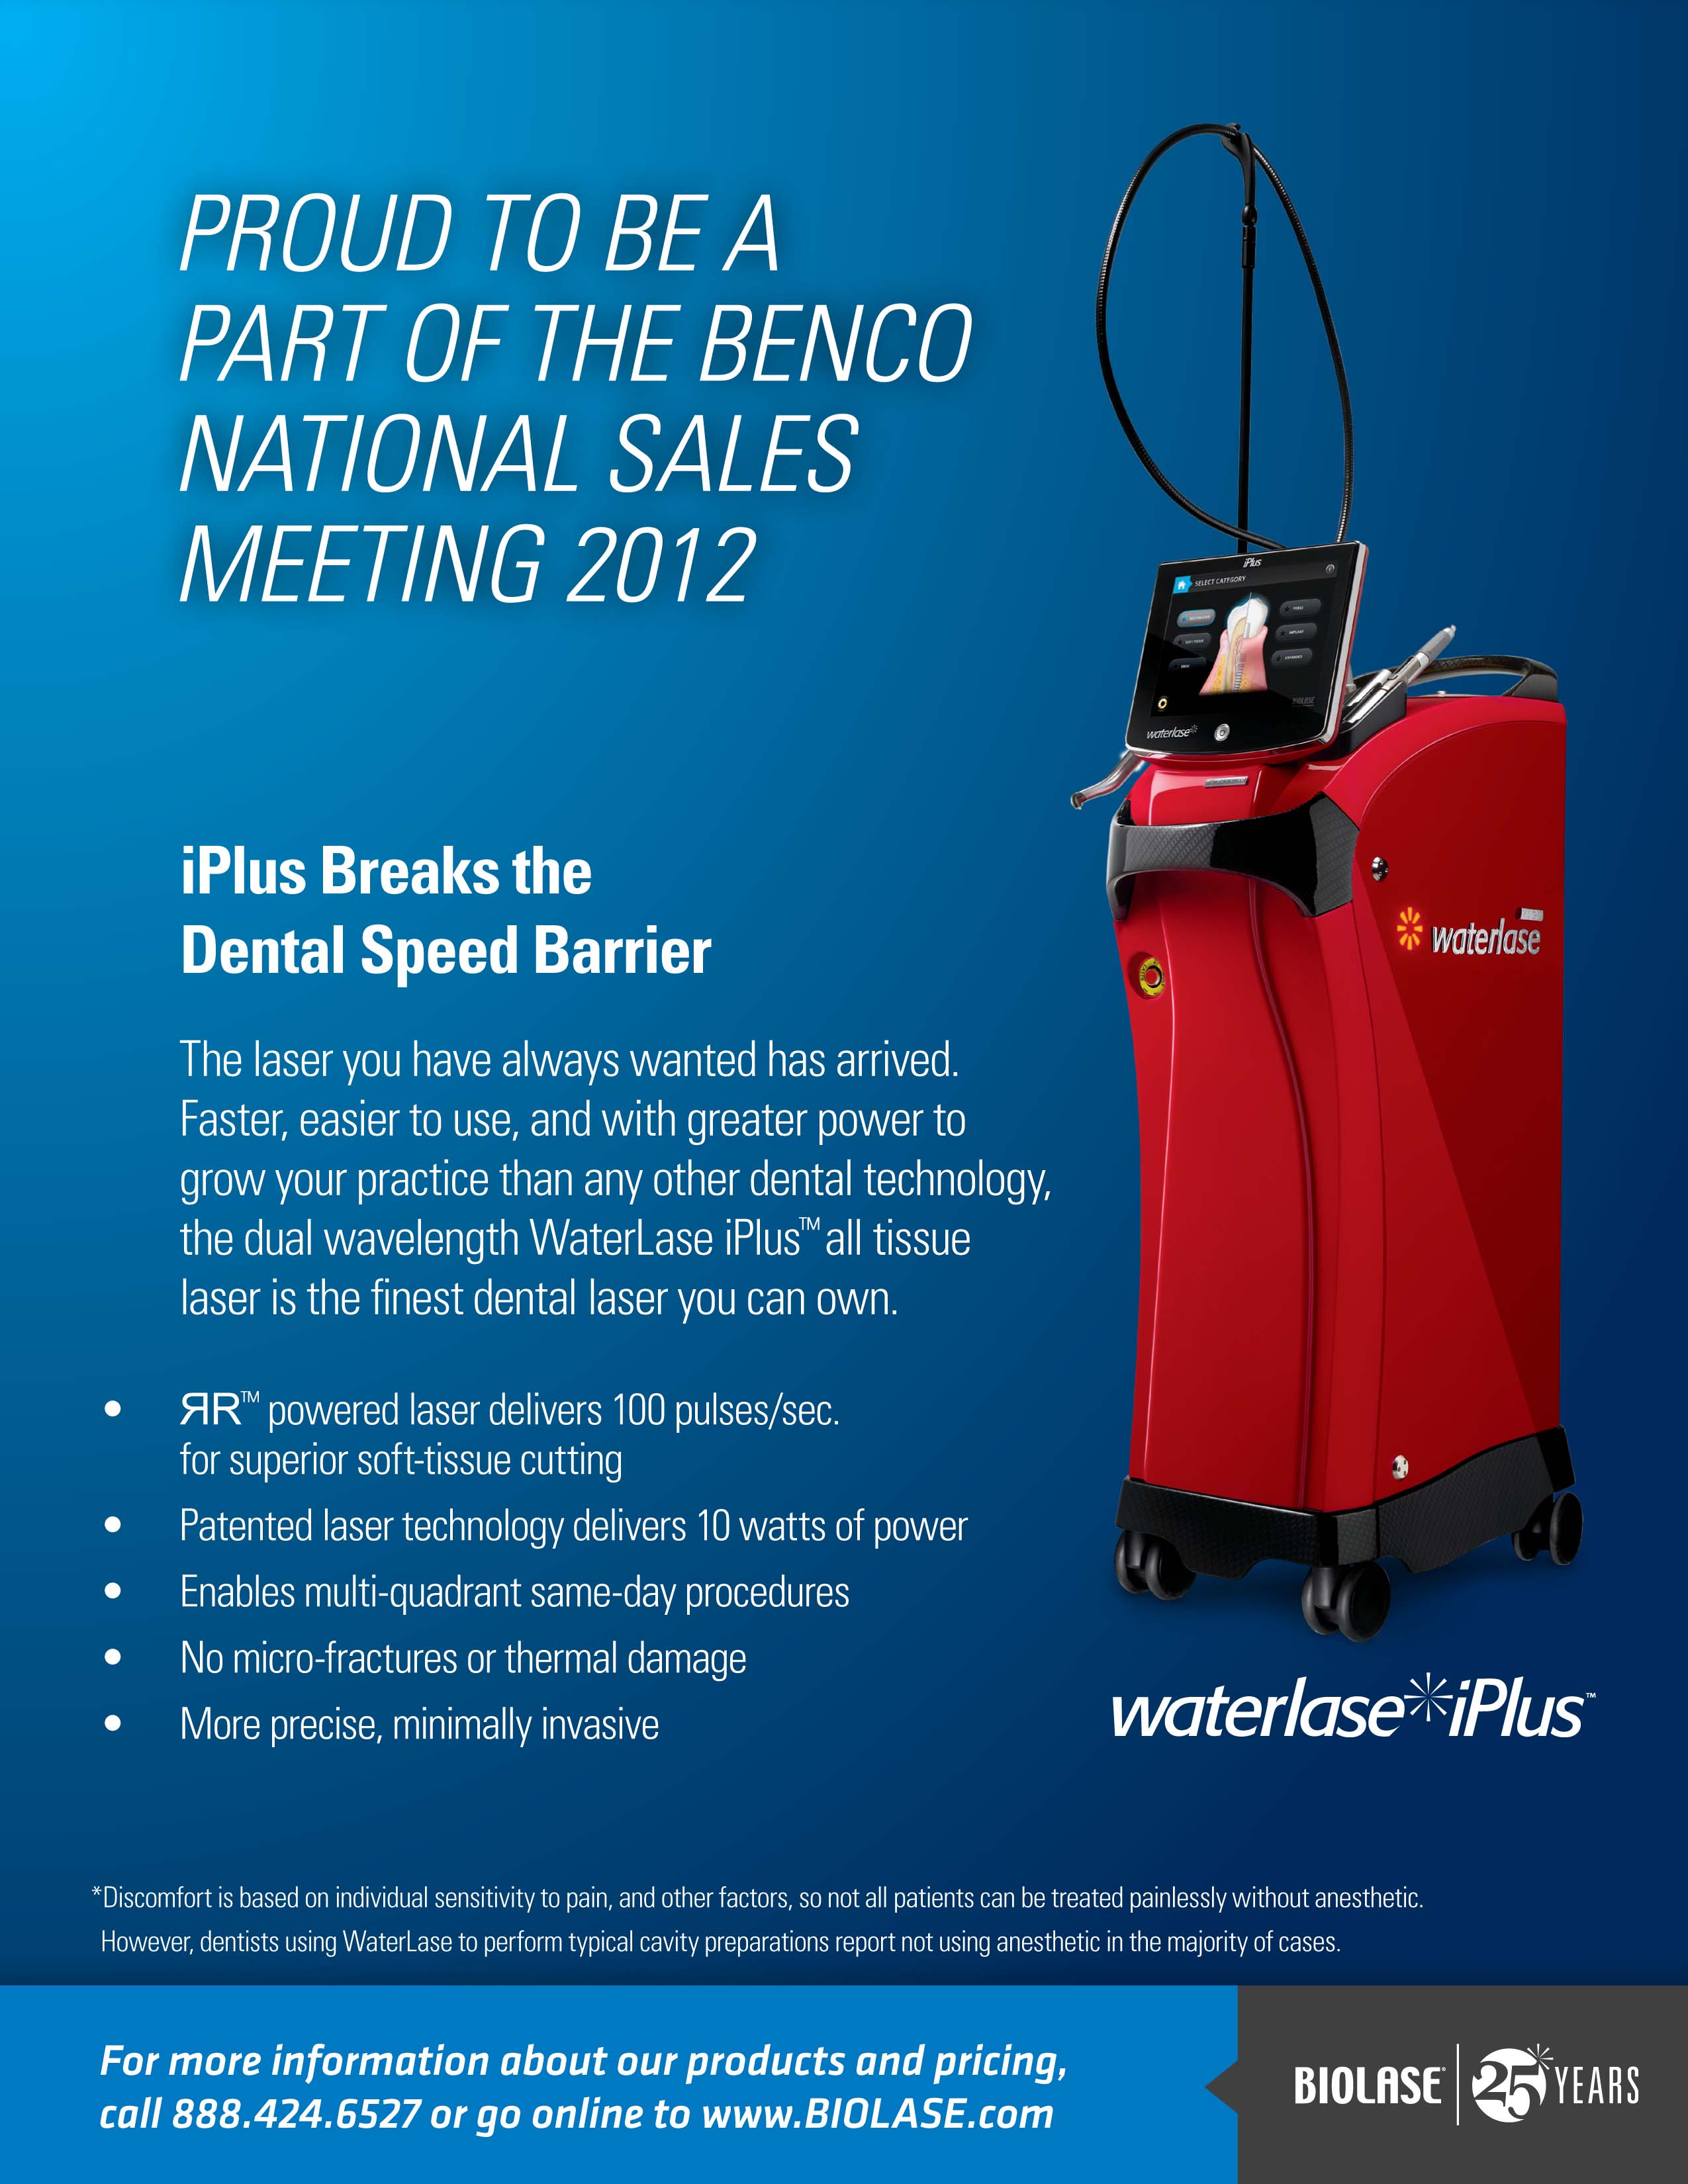 PROUD TO BE A
PART OF THE BENCO
NATIONAL SALES
MEETING 2012
iPlus
SELECT CATEGORY
BIOLASE
waterlase
waterlase
iPlus Breaks the
Dental Speed Barrier
The laser you have always wanted has arrived.
Faster, easier to use, and with greater power to
grow your practice than any other dental technology,
the dual wavelength WaterLase iPlus™ all tissue
laser is the finest dental laser you can own.
• ЯR™ powered laser delivers 100 pulses/sec.
for superior soft-tissue cutting
• Patented laser technology delivers 10 watts of power
• Enables multi-quadrant same-day procedures
• No micro-fractures or thermal damage
• More precise, minimally invasive
waterlase iPlus™
*Discomfort is based on individual sensitivity to pain, and other factors, so not all patients can be treated painlessly without anesthetic.
However, dentists using WaterLase to perform typical cavity preparations report not using anesthetic in the majority of cases.
For more information about our products and pricing,
call 888.424.6527 or go online to www.BIOLASE.com
BIOLASE® 25 YEARS